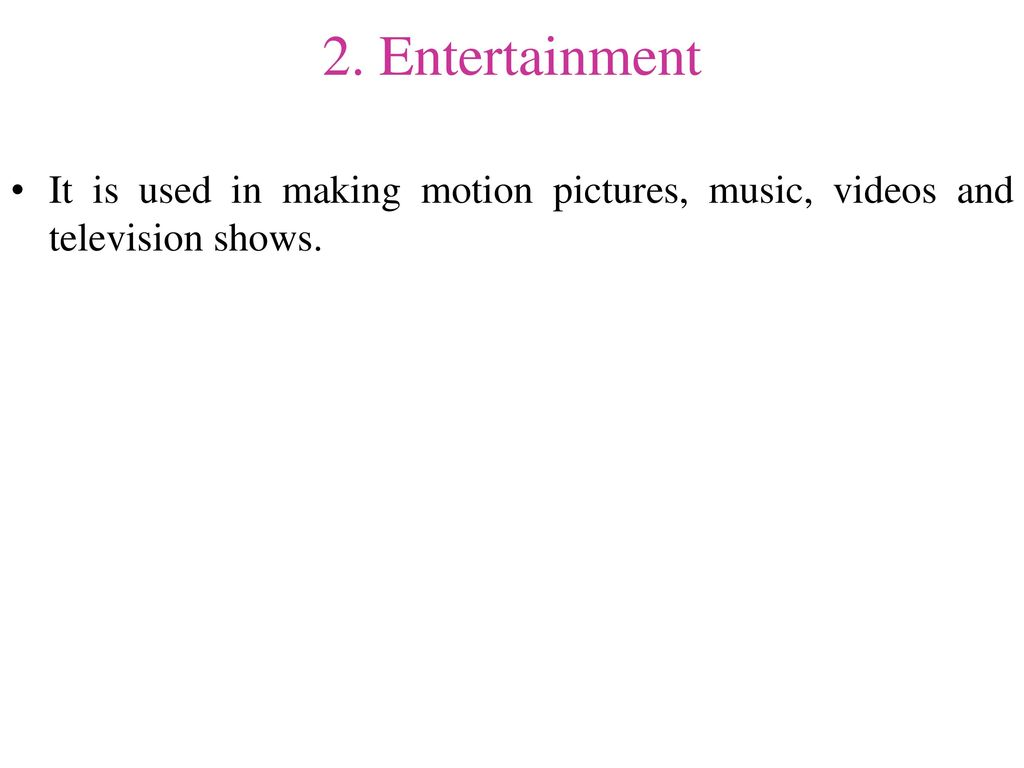 2. Entertainment
• It is used in making motion pictures, music, videos and
television shows.